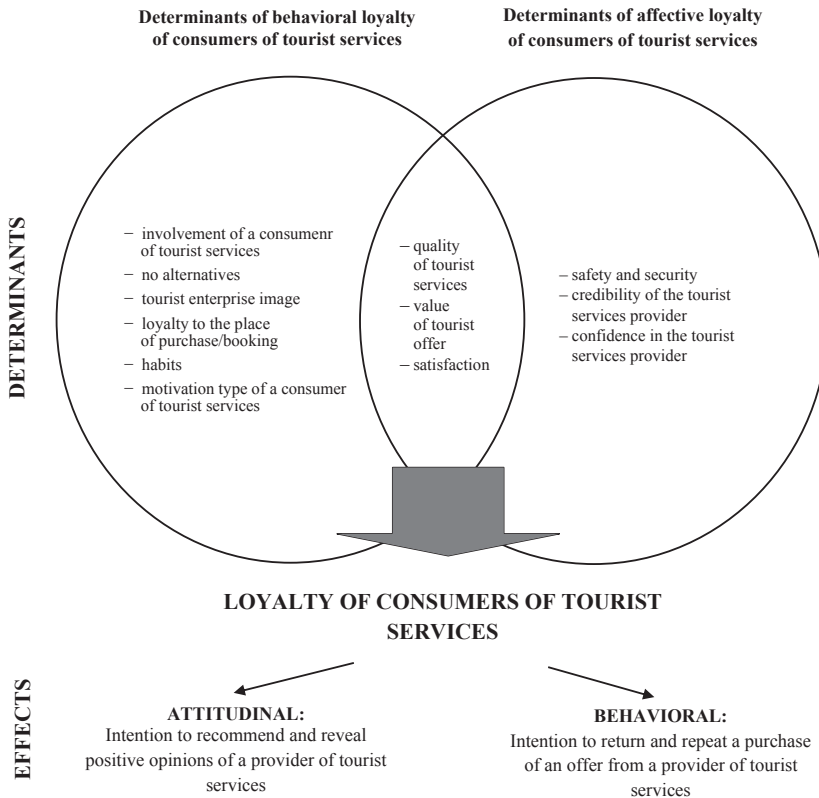 Determinants of behavioral loyalty
of consumers of tourist services
Determinants of affective loyalty
of consumers of tourist services
DETERMINANTS
– involvement of a consumenr
of tourist services
– no alternatives
– tourist enterprise image
– loyalty to the place
of purchase/booking
– habits
– motivation type of a consumer
of tourist services
– quality
of tourist
services
– value
of tourist
offer
– satisfaction
– safety and security
– credibility of the tourist
services provider
– confidence in the tourist
services provider
LOYALTY OF CONSUMERS OF TOURIST
SERVICES
EFFECTS
ATTITUDINAL:
Intention to recommend and reveal
positive opinions of a provider of tourist
services
BEHAVIORAL:
Intention to return and repeat a purchase
of an offer from a provider of tourist
services